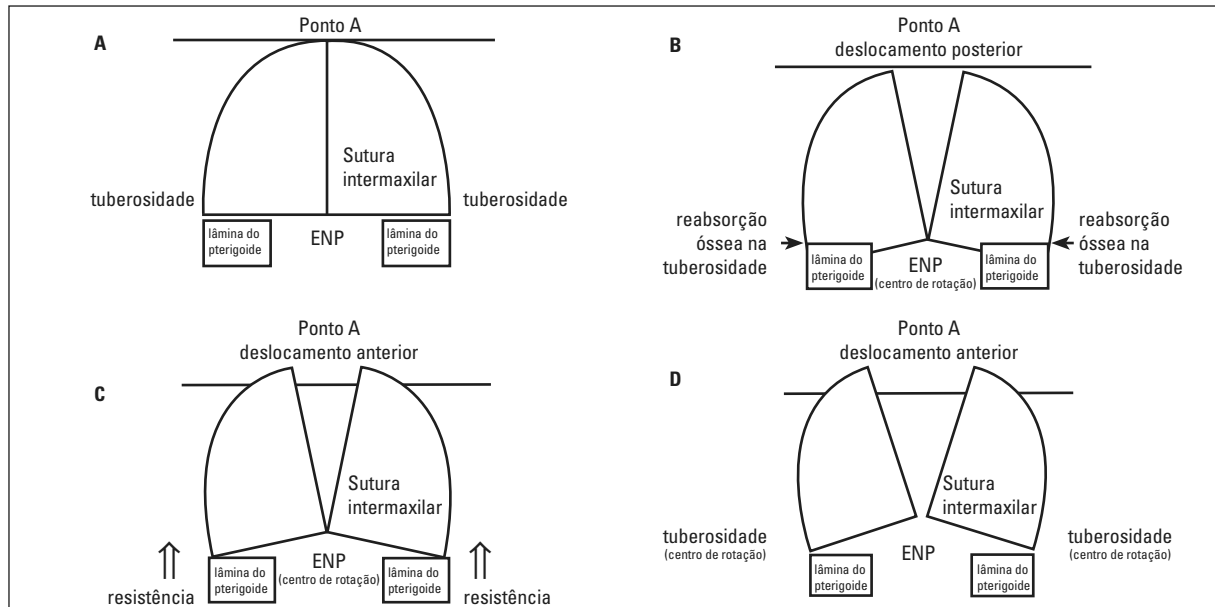 A
Ponto A
Sutura
intermaxilar
tuberosidade
tuberosidade
lâmina do
pterigoide
ENP
lâmina do
pterigoide
B
Ponto A
deslocamento posterior
Sutura
intermaxilar
reabsorção
óssea na
tuberosidade
lâmina do
pterigoide
ENP
(centro de rotação)
lâmina do
pterigoide
reabsorção
óssea na
tuberosidade
C
Ponto A
deslocamento anterior
Sutura
intermaxilar
resistência
lâmina do
pterigoide
ENP
(centro de rotação)
lâmina do
pterigoide
resistência
D
Ponto A
deslocamento anterior
Sutura
intermaxilar
tuberosidade
(centro de rotação)
lâmina do
pterigoide
ENP
lâmina do
pterigoide
tuberosidade
(centro de rotação)